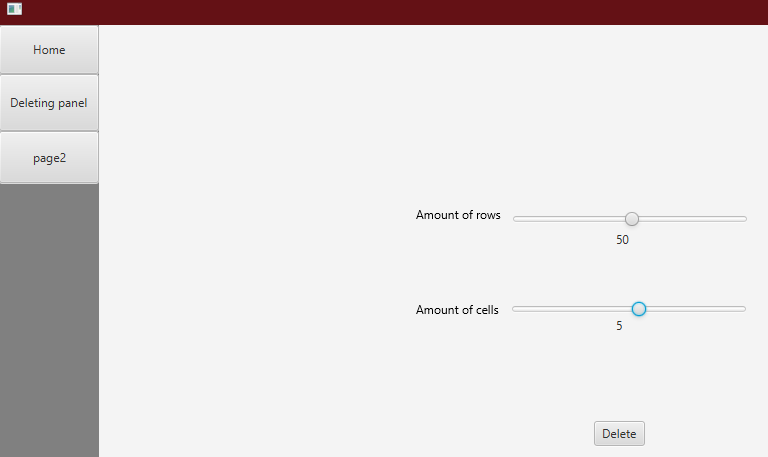 Home
Deleting panel
page2
Amount of rows
50
Amount of cells
5
Delete